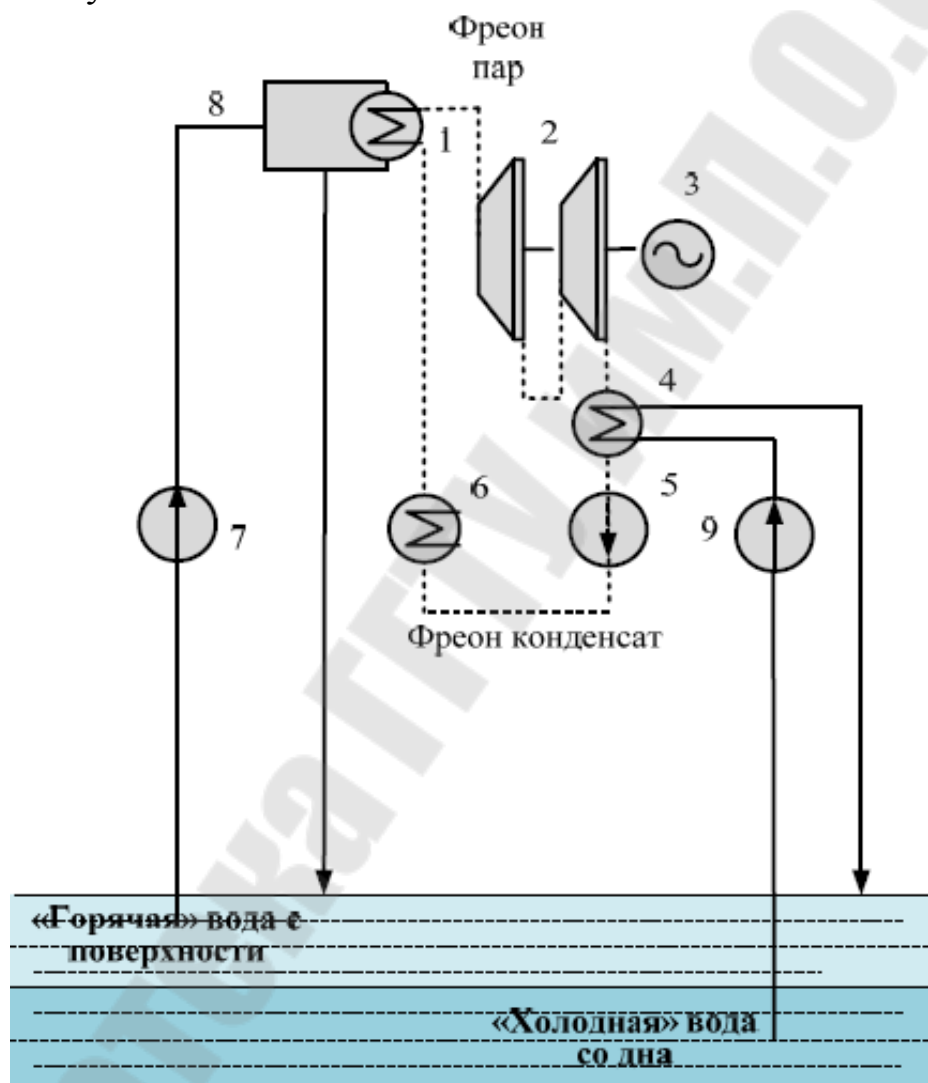 Фреон
пар
8
1
2
3
4
5
6
7
9
Фреон конденсат
«Горячая» вода с
поверхности
«Холодная» вода
со дна